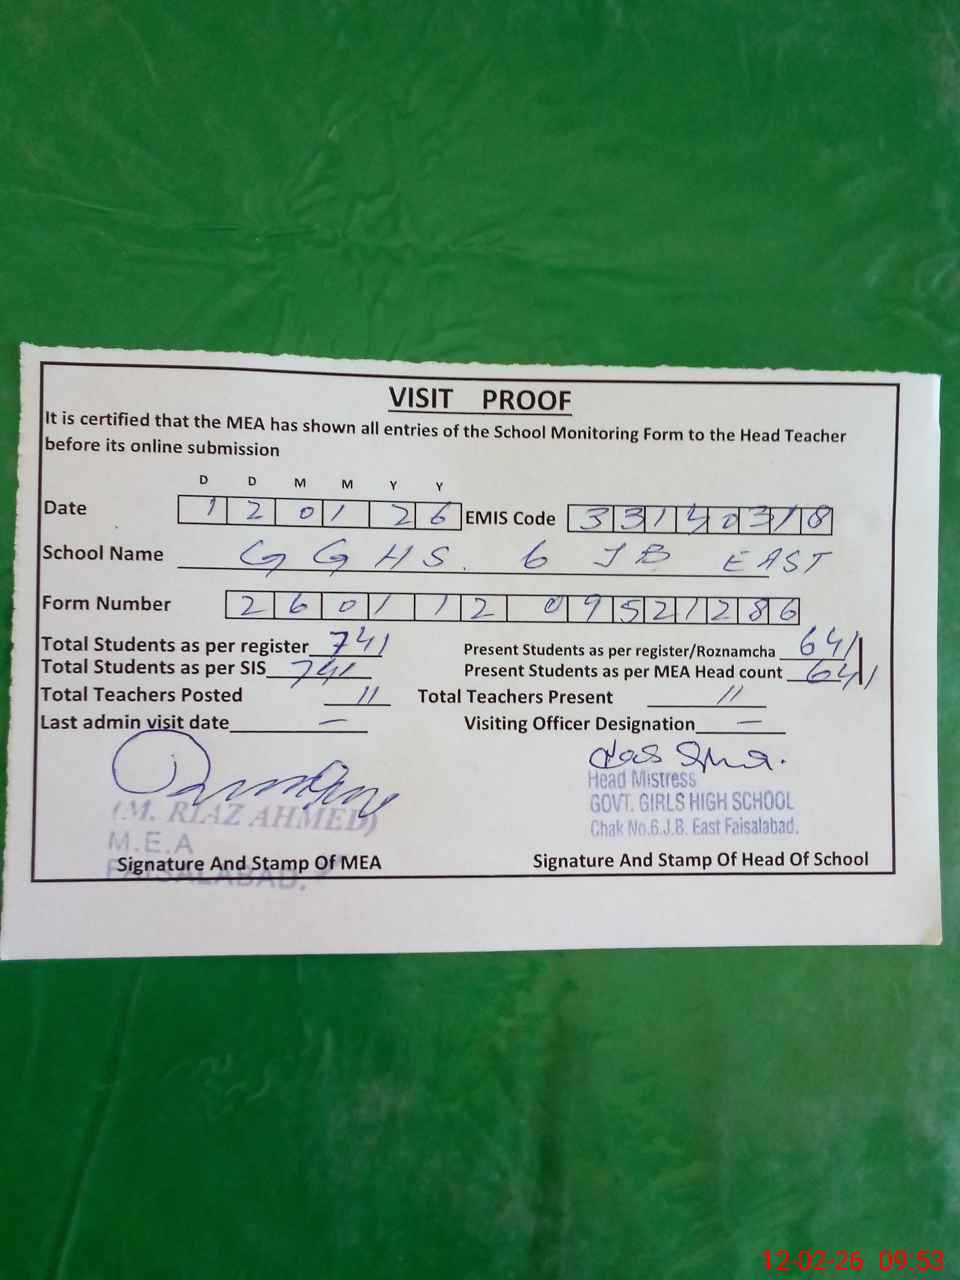 VISIT PROOF
It is certified that the MEA has shown all entries of the School Monitoring Form to the Head Teacher
before its online submission
D D M M Y Y
Date 1 2 0 1 2 6 EMIS Code 3 3 1 4 0 3 1 8
School Name G G H S. 6 J B EAST
Form Number 2 6 0 1 1 2 0 9 5 2 1 2 8 6
Total Students as per register 741 Present Students as per register/Roznamcha 641
Total Students as per SIS 741 Present Students as per MEA Head count 641
Total Teachers Posted 11 Total Teachers Present 11
Last admin visit date — Visiting Officer Designation —
(M. RIAZ AHMED)
M.E.A
FAISALABAD.
Signature And Stamp Of MEA
Head Mistress
GOVT. GIRLS HIGH SCHOOL
Chak No.6.J.B. East Faisalabad.
Signature And Stamp Of Head Of School
12-02-26 09:53